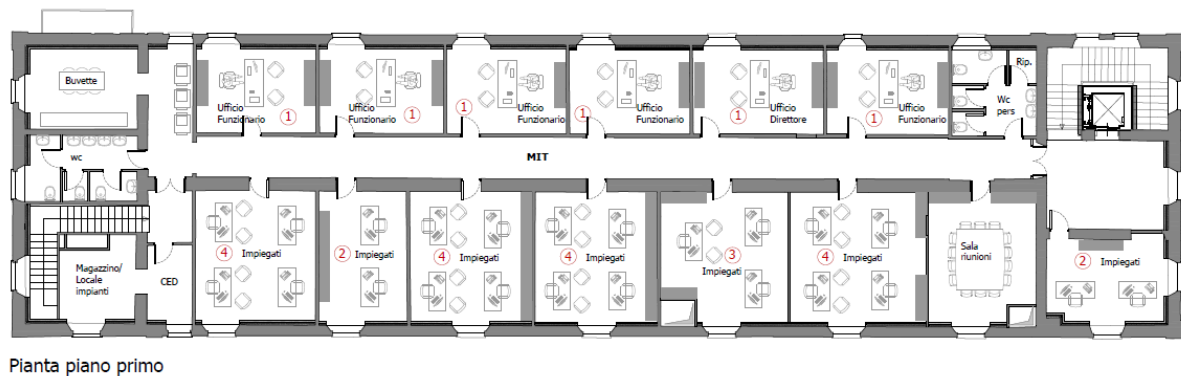 Buvette
Ufficio
Funzionario
1
Ufficio
Funzionario
1
1
Ufficio
Funzionario
1
Ufficio
Funzionario
1
Ufficio
Direttore
1
Ufficio
Funzionario
Rip.
Wc
pers
wc
MIT
Magazzino/
Locale
impianti
CED
4 Impiegati
2 Impiegati
4 Impiegati
4 Impiegati
3
Impiegati
4 Impiegati
Sala
riunioni
2 Impiegati
Pianta piano primo